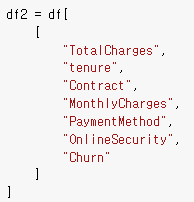 df2 = df[
    [
        "TotalCharges",
        "tenure",
        "Contract",
        "MonthlyCharges",
        "PaymentMethod",
        "OnlineSecurity",
        "Churn"
    ]
]